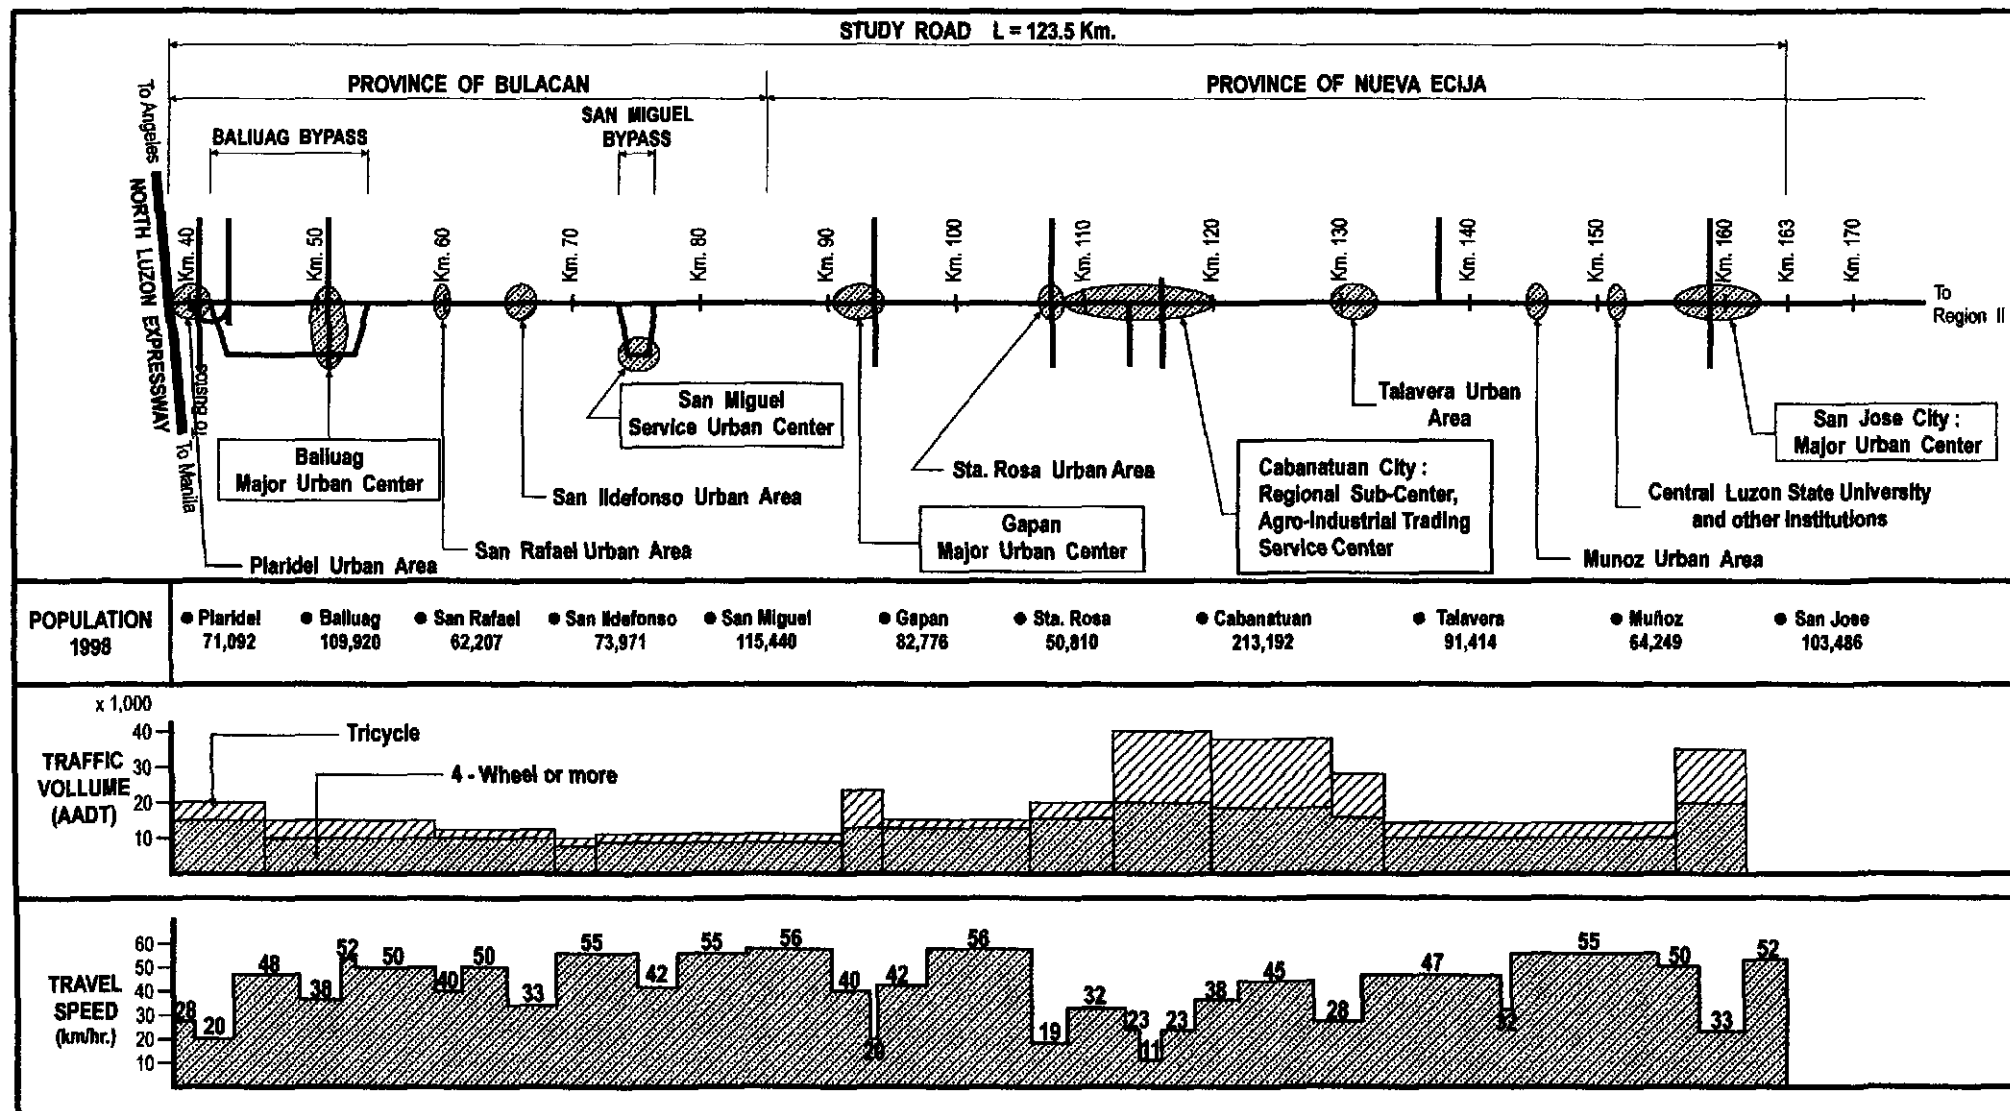 STUDY ROAD L = 123.5 Km.
PROVINCE OF BULACAN
PROVINCE OF NUEVA ECIJA
BALIUAG BYPASS
SAN MIGUEL
BYPASS
To Angeles
NORTH LUZON EXPRESSWAY
To Manila
To Bustos
Km. 40
Km. 50
Km. 60
Km. 70
Km. 80
Km. 90
Km. 100
Km. 110
Km. 120
Km. 130
Km. 140
Km. 150
Km. 160
Km. 163
Km. 170
To
Region II
Baliuag
Major Urban Center
San Miguel
Service Urban Center
San Ildefonso Urban Area
San Rafael Urban Area
Plaridel Urban Area
Gapan
Major Urban Center
Sta. Rosa Urban Area
Cabanatuan City :
Regional Sub-Center,
Agro-Industrial Trading
Service Center
Talavera Urban
Area
San Jose City :
Major Urban Center
Central Luzon State University
and other Institutions
Munoz Urban Area
POPULATION
1998
● Plaridel
71,092
● Baliuag
109,920
● San Rafael
62,207
● San Ildefonso
73,971
● San Miguel
115,440
● Gapan
82,776
● Sta. Rosa
50,810
● Cabanatuan
213,192
● Talavera
91,414
● Muñoz
64,249
● San Jose
103,486
x 1,000
TRAFFIC
VOLLUME
(AADT)
40
30
20
10
Tricycle
4 - Wheel or more
TRAVEL
SPEED
(km/hr.)
60
50
40
30
20
10
28
20
48
36
52
50
40
50
33
55
42
55
56
40
20
42
56
19
32
23
11
23
38
45
28
47
32
55
50
33
52